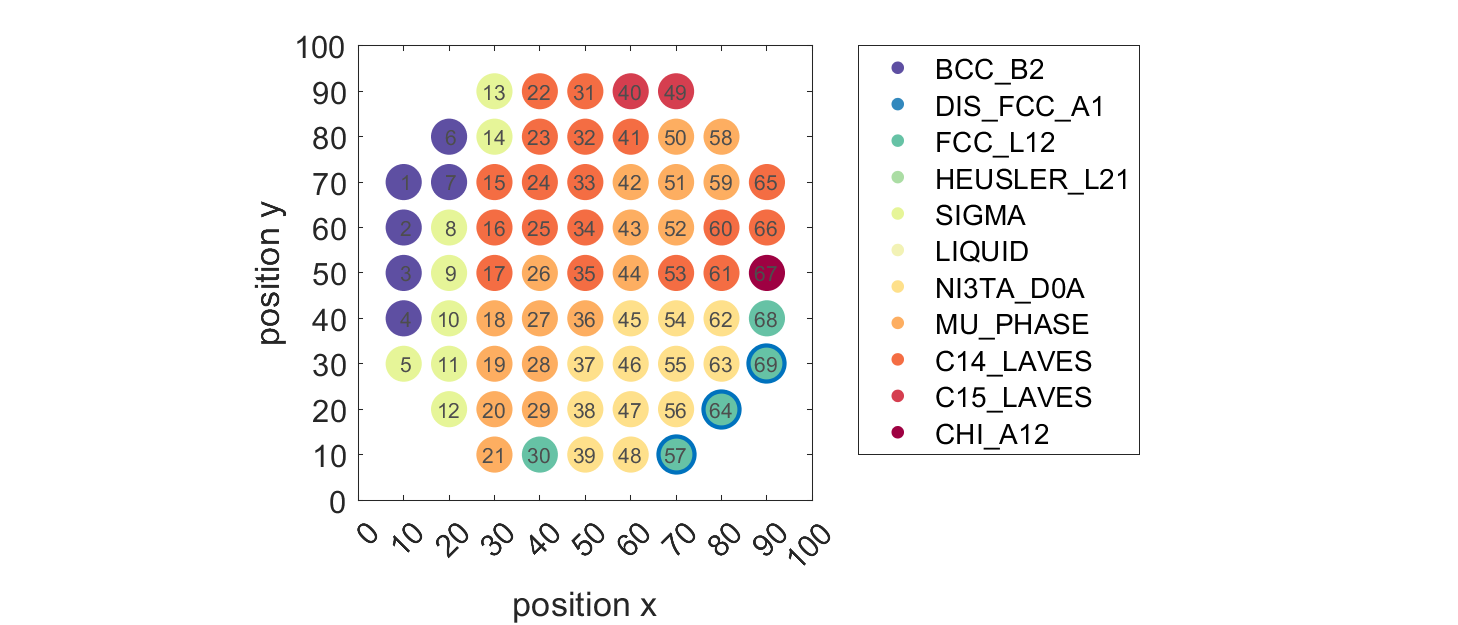 100
90
80
70
60
50
40
30
20
10
0
13 22 31 40 49
6 14 23 32 41 50 58
1 7 15 24 33 42 51 59 65
2 8 16 25 34 43 52 60 66
3 9 17 26 35 44 53 61 67
4 10 18 27 36 45 54 62 68
5 11 19 28 37 46 55 63 69
12 20 29 38 47 56 64
21 30 39 48 57
0 10 20 30 40 50 60 70 80 90 100
position x
position y
BCC_B2
DIS_FCC_A1
FCC_L12
HEUSLER_L21
SIGMA
LIQUID
NI3TA_D0A
MU_PHASE
C14_LAVES
C15_LAVES
CHI_A12